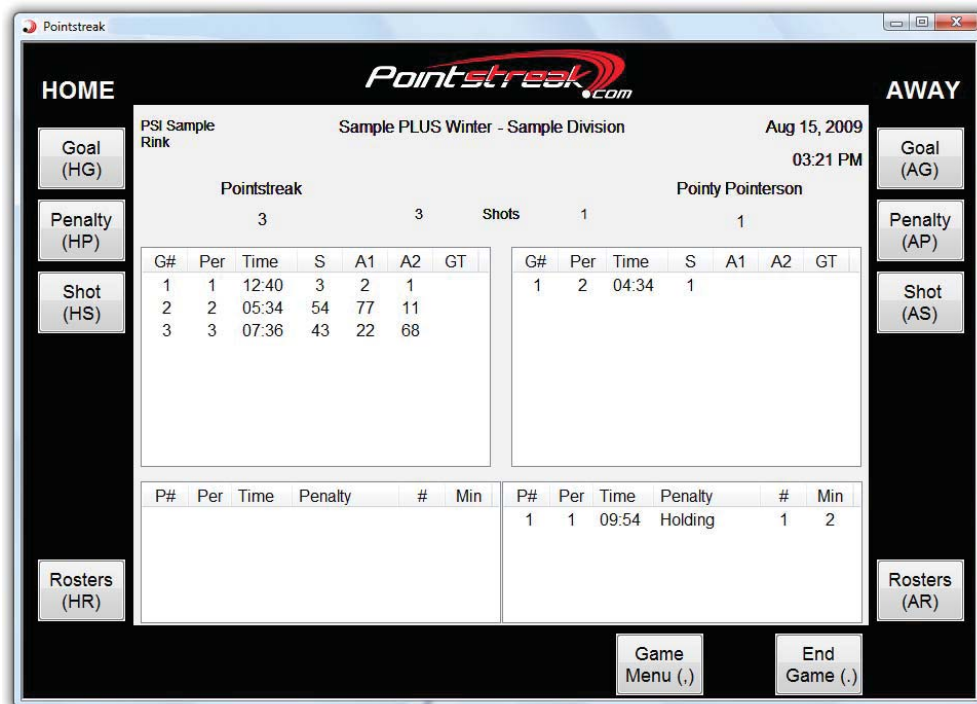 Pointstreak
Pointstreak.com
HOME
AWAY
PSI Sample Rink
Sample PLUS Winter - Sample Division
Aug 15, 2009
03:21 PM
Goal (HG)
Goal (AG)
Pointstreak
Pointy Pointerson
3
3 Shots 1
1
Penalty (HP)
Penalty (AP)
Shot (HS)
Shot (AS)
G# Per Time S A1 A2 GT
1 1 12:40 3 2 1
2 2 05:34 54 77 11
3 3 07:36 43 22 68
G# Per Time S A1 A2 GT
1 2 04:34 1
P# Per Time Penalty # Min
P# Per Time Penalty # Min
1 1 09:54 Holding 1 2
Rosters (HR)
Rosters (AR)
Game Menu (,)
End Game (.)